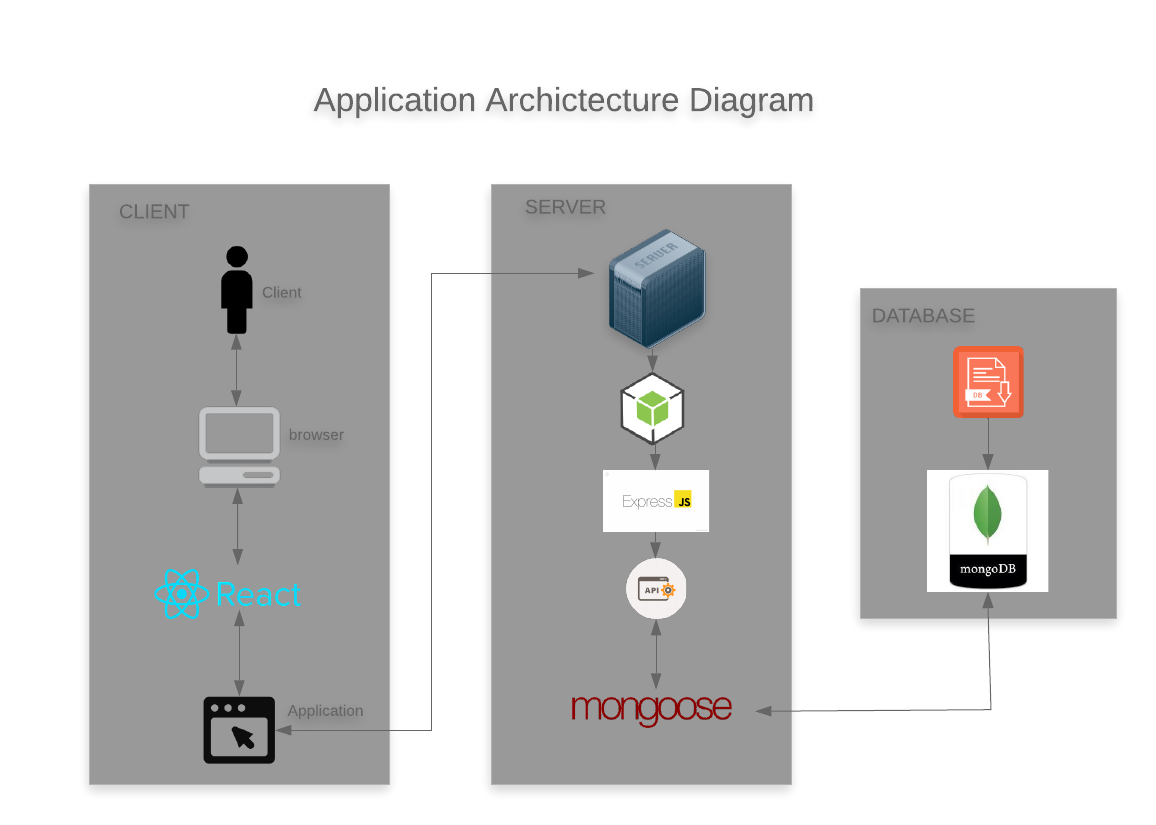 Application Archictecture Diagram
CLIENT
Client
browser
React
Application
SERVER
SERVER
Express JS
API
mongoose
DATABASE
DB
mongoDB